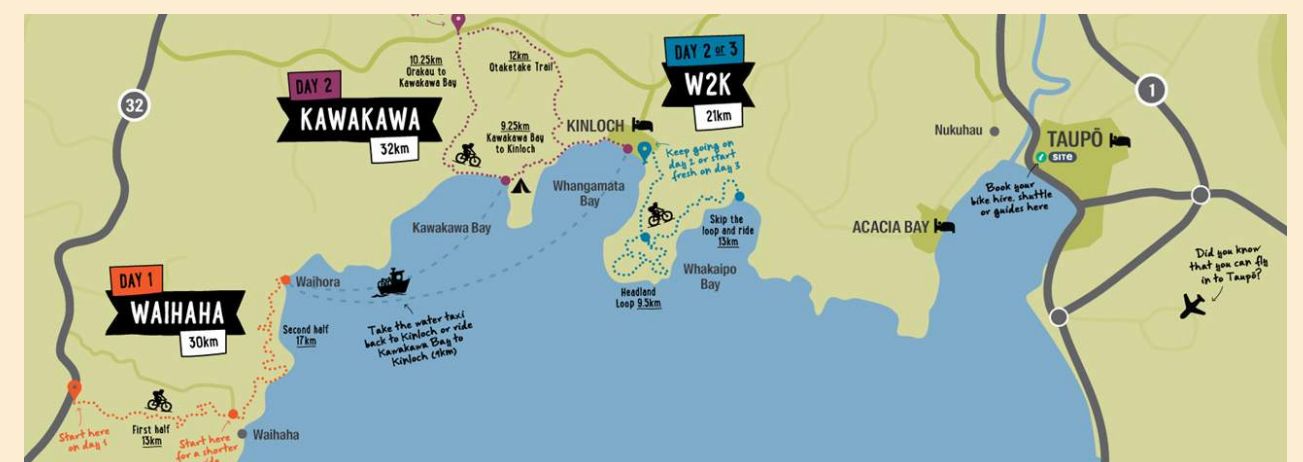 10.25km
Orakau to
Kawakawa Bay
12km
Otaketake Trail
DAY 2
KAWAKAWA
32km
9.25km
Kawakawa Bay
to Kinloch
KINLOCH
DAY 2 or 3
W2K
21km
Keep going on
day 2 or start
fresh on day 3
32
1
Nukuhau
TAUPŌ
i SITE
Book your
bike hire, shuttle
or guides here
Whangamata
Bay
Kawakawa Bay
Skip the
loop and ride
13km
ACACIA BAY
Whakaipo
Bay
Headland
Loop 9.5km
Did you know
that you can fly
in to Taupō?
DAY 1
WAIHAHA
30km
Waihora
Second half
17km
Take the water taxi
back to Kinloch or ride
Kawakawa Bay to
Kinloch (9km)
Start here
on day 1
First half
13km
Start here
for a shorter
Waihaha